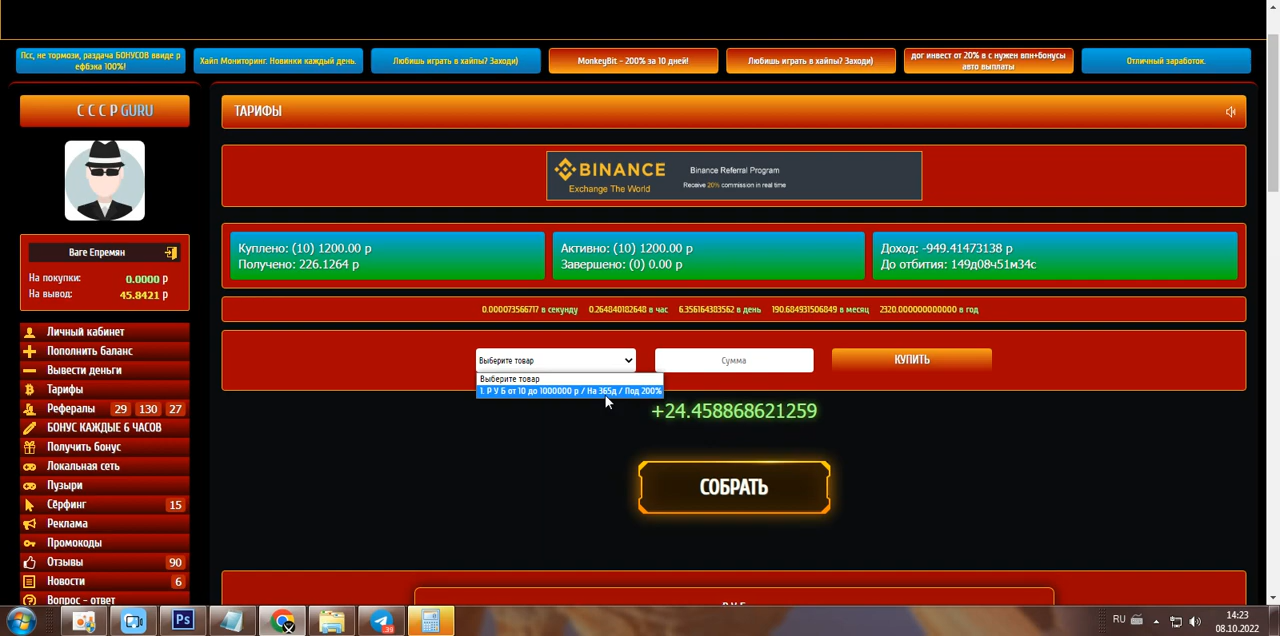 Псс, не тормози, раздача БОНУСОВ ввиде р
ефбэка 100%!
Хайп Мониторинг. Новинки каждый день.
Любишь играть в хайпы? Заходи)
MonkeyBit - 200% за 10 дней!
Любишь играть в хайпы? Заходи)
дог инвест от 20% в с нужен впн+бонусы
авто выплаты
Отличный заработок.
С С С Р GURU
ТАРИФЫ
BINANCE
Exchange The World
Binance Referral Program
Receive 20% commission in real time
Куплено: (10) 1200.00 р
Получено: 226.1264 р
Активно: (10) 1200.00 р
Завершено: (0) 0.00 р
Доход: -949.41473138 р
До отбития: 149д08ч51м34с
Ваге Епремян
На покупки: 0.0000 р
На вывод: 45.8421 р
0.000073566717 в секунду 0.264840182648 в час 6.356164383562 в день 190.684931506849 в месяц 2320.000000000000 в год
Выберите товар
Сумма
КУПИТЬ
Выберите товар
1. Р У Б от 10 до 1000000 р / На 365д / Под 200%
+24.458868621259
СОБРАТЬ
Личный кабинет
Пополнить баланс
Вывести деньги
Тарифы
Рефералы 29 130 27
БОНУС КАЖДЫЕ 6 ЧАСОВ
Получить бонус
Локальная сеть
Пузыри
Сёрфинг 15
Реклама
Промокоды
Отзывы 90
Новости 6
Вопрос - ответ
Ps
39
RU
14:23
08.10.2022